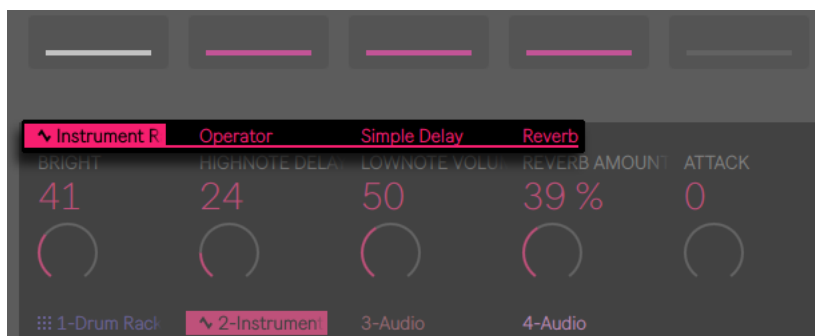 Instrument R Operator Simple Delay Reverb
BRIGHT HIGHNOTE DELA LOWNOTE VOLU REVERB AMOUNT ATTACK
41 24 50 39 % 0
1-Drum Rack 2-Instrument 3-Audio 4-Audio